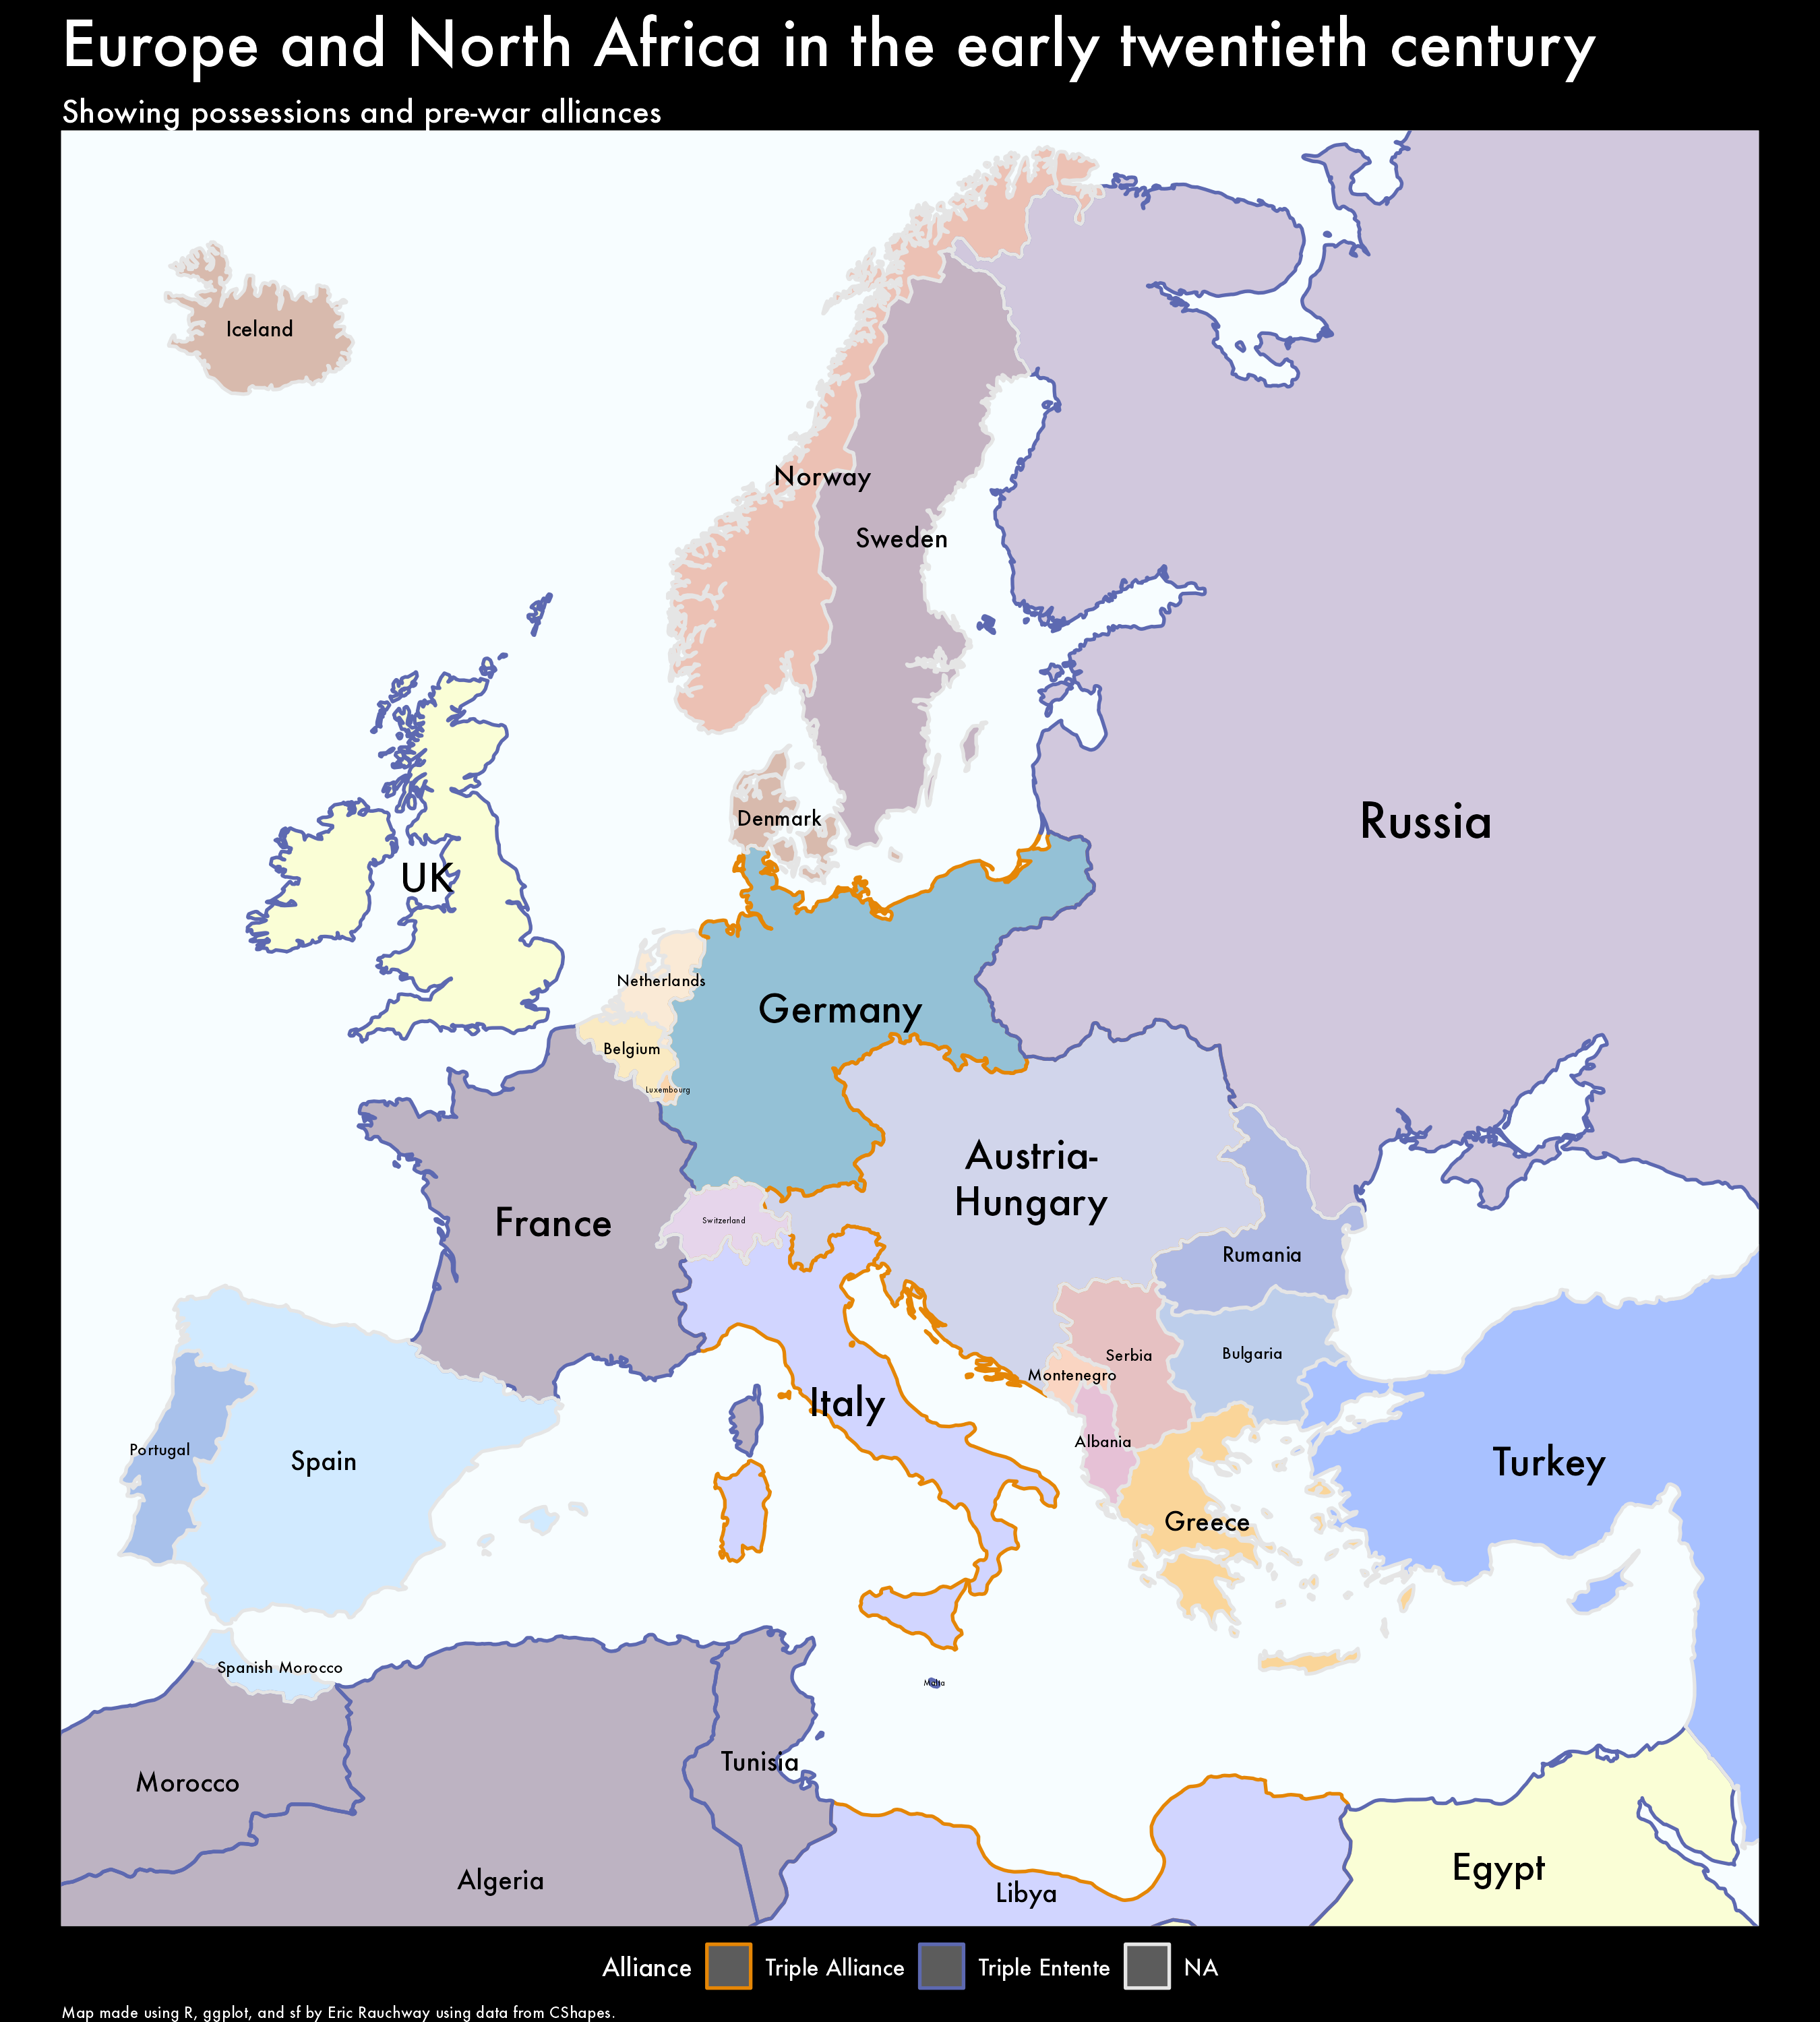 Europe and North Africa in the early twentieth century
Showing possessions and pre-war alliances
Iceland
Norway
Sweden
Russia
Denmark
UK
Netherlands
Germany
Belgium
Luxembourg
Austria-
Hungary
France
Switzerland
Rumania
Serbia
Bulgaria
Montenegro
Italy
Albania
Portugal
Spain
Turkey
Greece
Spanish Morocco
Malta
Tunisia
Morocco
Egypt
Algeria
Libya
Alliance
Triple Alliance
Triple Entente
NA
Map made using R, ggplot, and sf by Eric Rauchway using data from CShapes.